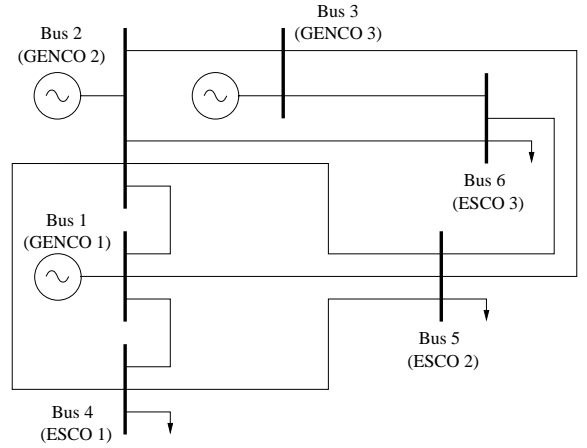 Bus 2
(GENCO 2)
Bus 3
(GENCO 3)
Bus 6
(ESCO 3)
Bus 1
(GENCO 1)
Bus 5
(ESCO 2)
Bus 4
(ESCO 1)